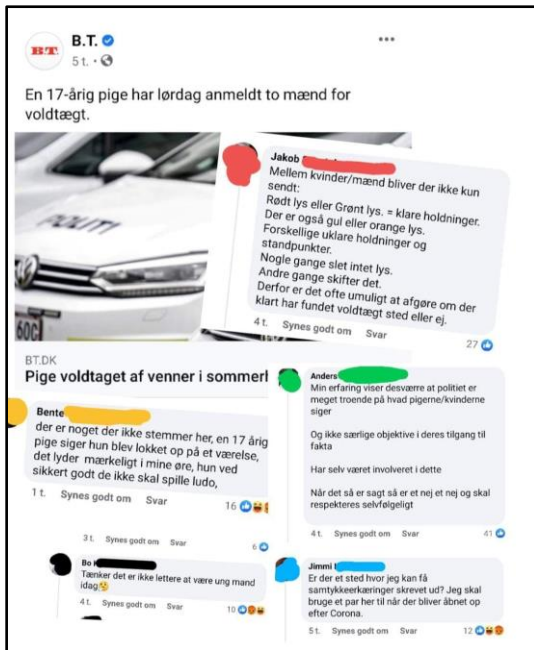 B.T.
B.T.
5 t.
En 17-årig pige har lørdag anmeldt to mænd for
voldtægt.
POLITI
60C
Jakob
Mellem kvinder/mænd bliver der ikke kun
sendt:
Rødt lys eller Grønt lys. = klare holdninger.
Der er også gul eller orange lys.
Forskellige uklare holdninger og
standpunkter.
Nogle gange slet intet lys.
Andre gange skifter det.
Derfor er det ofte umuligt at afgøre om der
klart har fundet voldtægt sted eller ej.
4 t. Synes godt om Svar 27
BT.DK
Pige voldtaget af venner i sommerh
Anders
Min erfaring viser desværre at politiet er
meget troende på hvad pigerne/kvinderne
siger
Og ikke særlige objektive i deres tilgang til
fakta
Har selv været involveret i dette
Når det så er sagt så er et nej et nej og skal
respekteres selvfølgeligt
4 t. Synes godt om Svar 41
Bente
der er noget der ikke stemmer her, en 17 årig
pige siger hun blev lokket op på et værelse,
det lyder mærkeligt i mine øre, hun ved
sikkert godt de ikke skal spille ludo,
1 t. Synes godt om Svar 16
3 t. Synes godt om Svar 6
Bo
Tænker det er ikke lettere at være ung mand
idag
4 t. Synes godt om Svar 10
Jimmi
Er der et sted hvor jeg kan få
samtykkeerkæringer skrevet ud? Jeg skal
bruge et par her til når der bliver åbnet op
efter Corona.
5 t. Synes godt om Svar 12